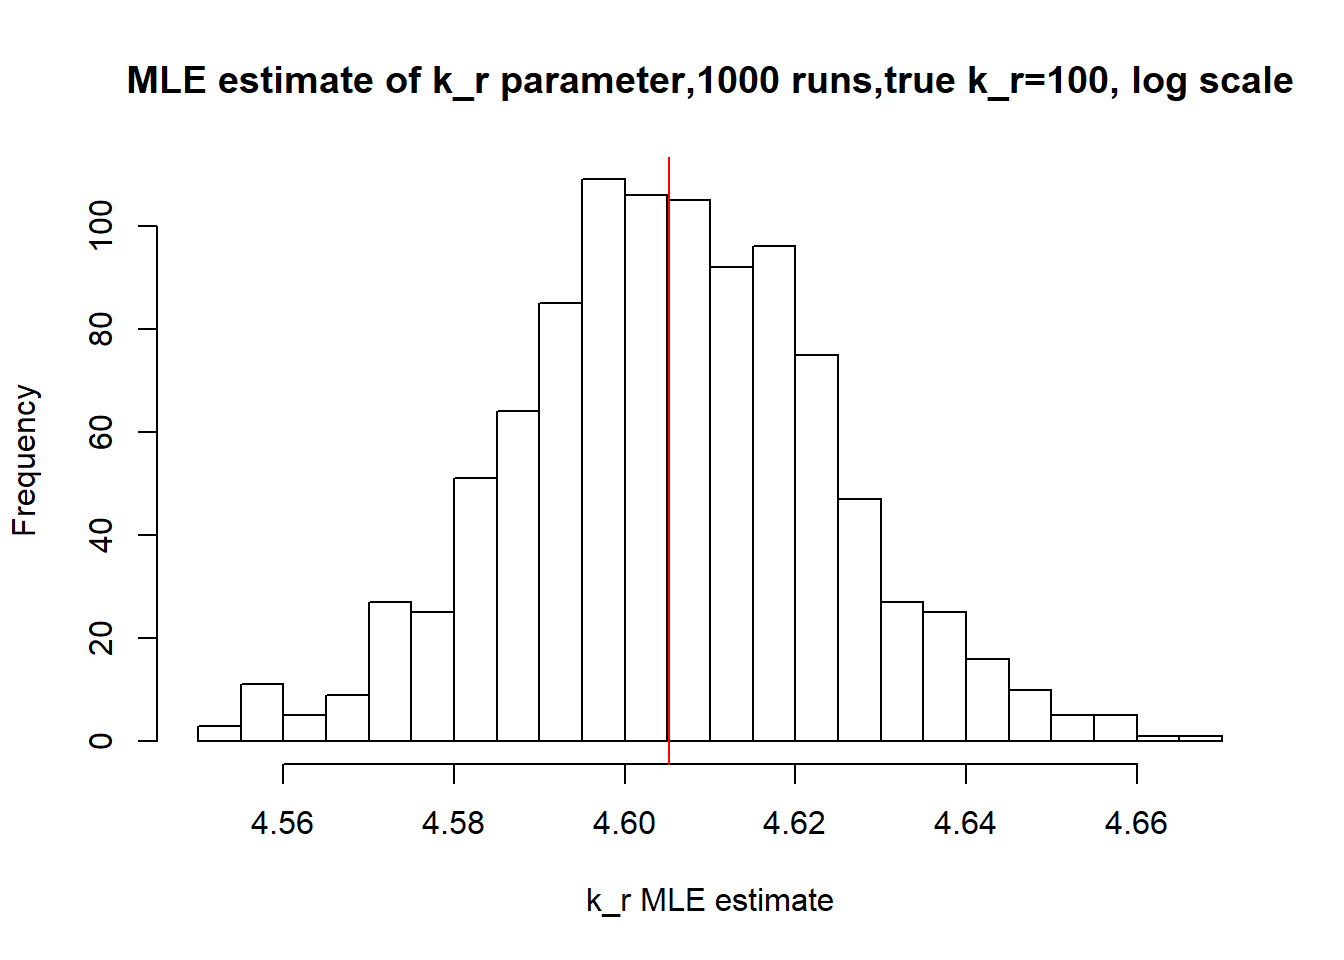 MLE estimate of k_r parameter,1000 runs,true k_r=100, log scale
Frequency
100
80
60
40
20
0
4.56 4.58 4.60 4.62 4.64 4.66
k_r MLE estimate